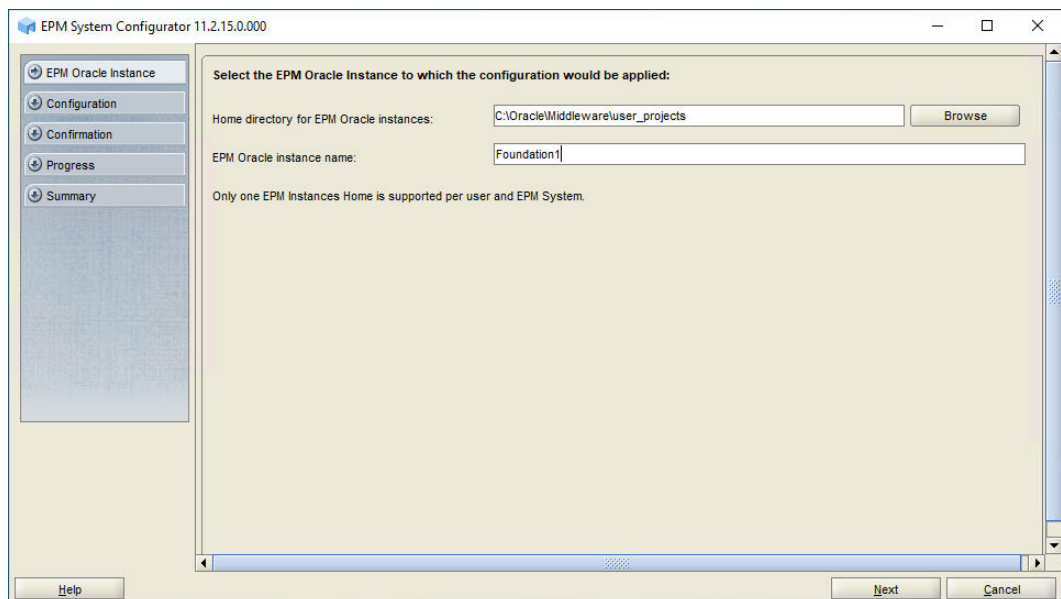 EPM System Configurator 11.2.15.0.000
EPM Oracle Instance
Configuration
Confirmation
Progress
Summary
Select the EPM Oracle Instance to which the configuration would be applied:
Home directory for EPM Oracle instances:
C:\Oracle\Middleware\user_projects
Browse
EPM Oracle instance name:
Foundation1
Only one EPM Instances Home is supported per user and EPM System.
Help
Next
Cancel